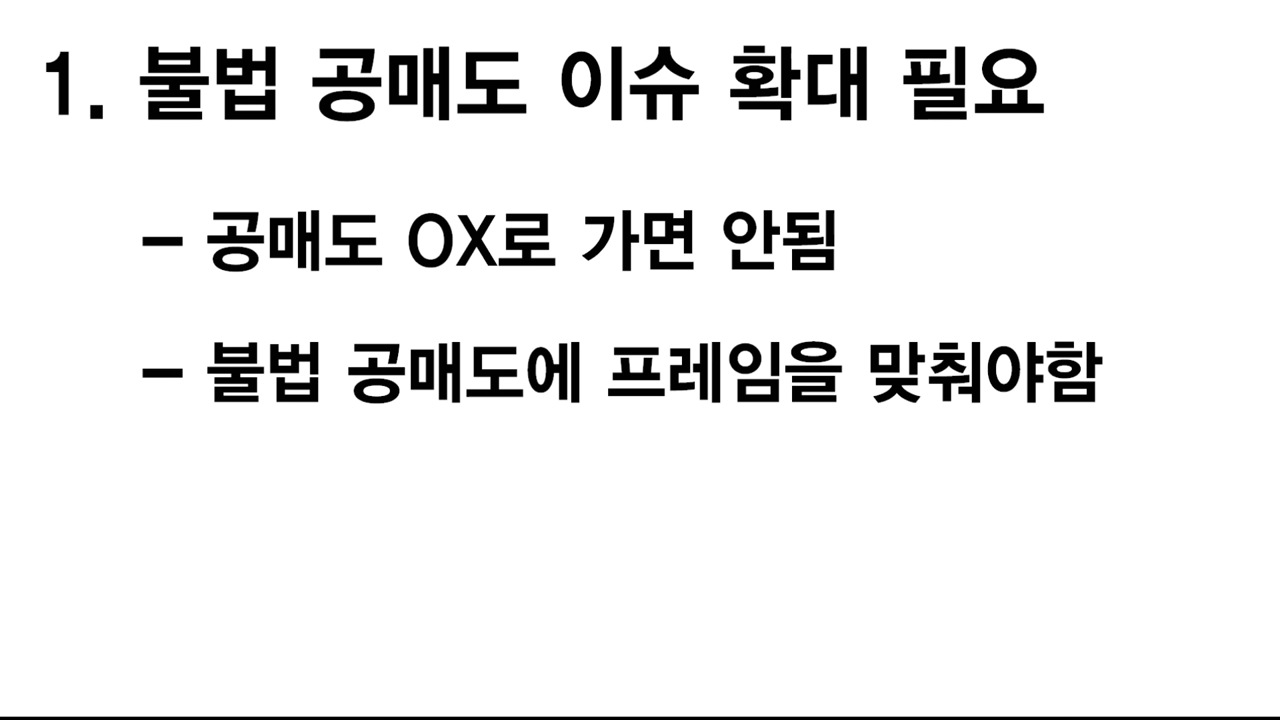 1. 불법 공매도 이슈 확대 필요
- 공매도 OX로 가면 안됨
- 불법 공매도에 프레임을 맞춰야함